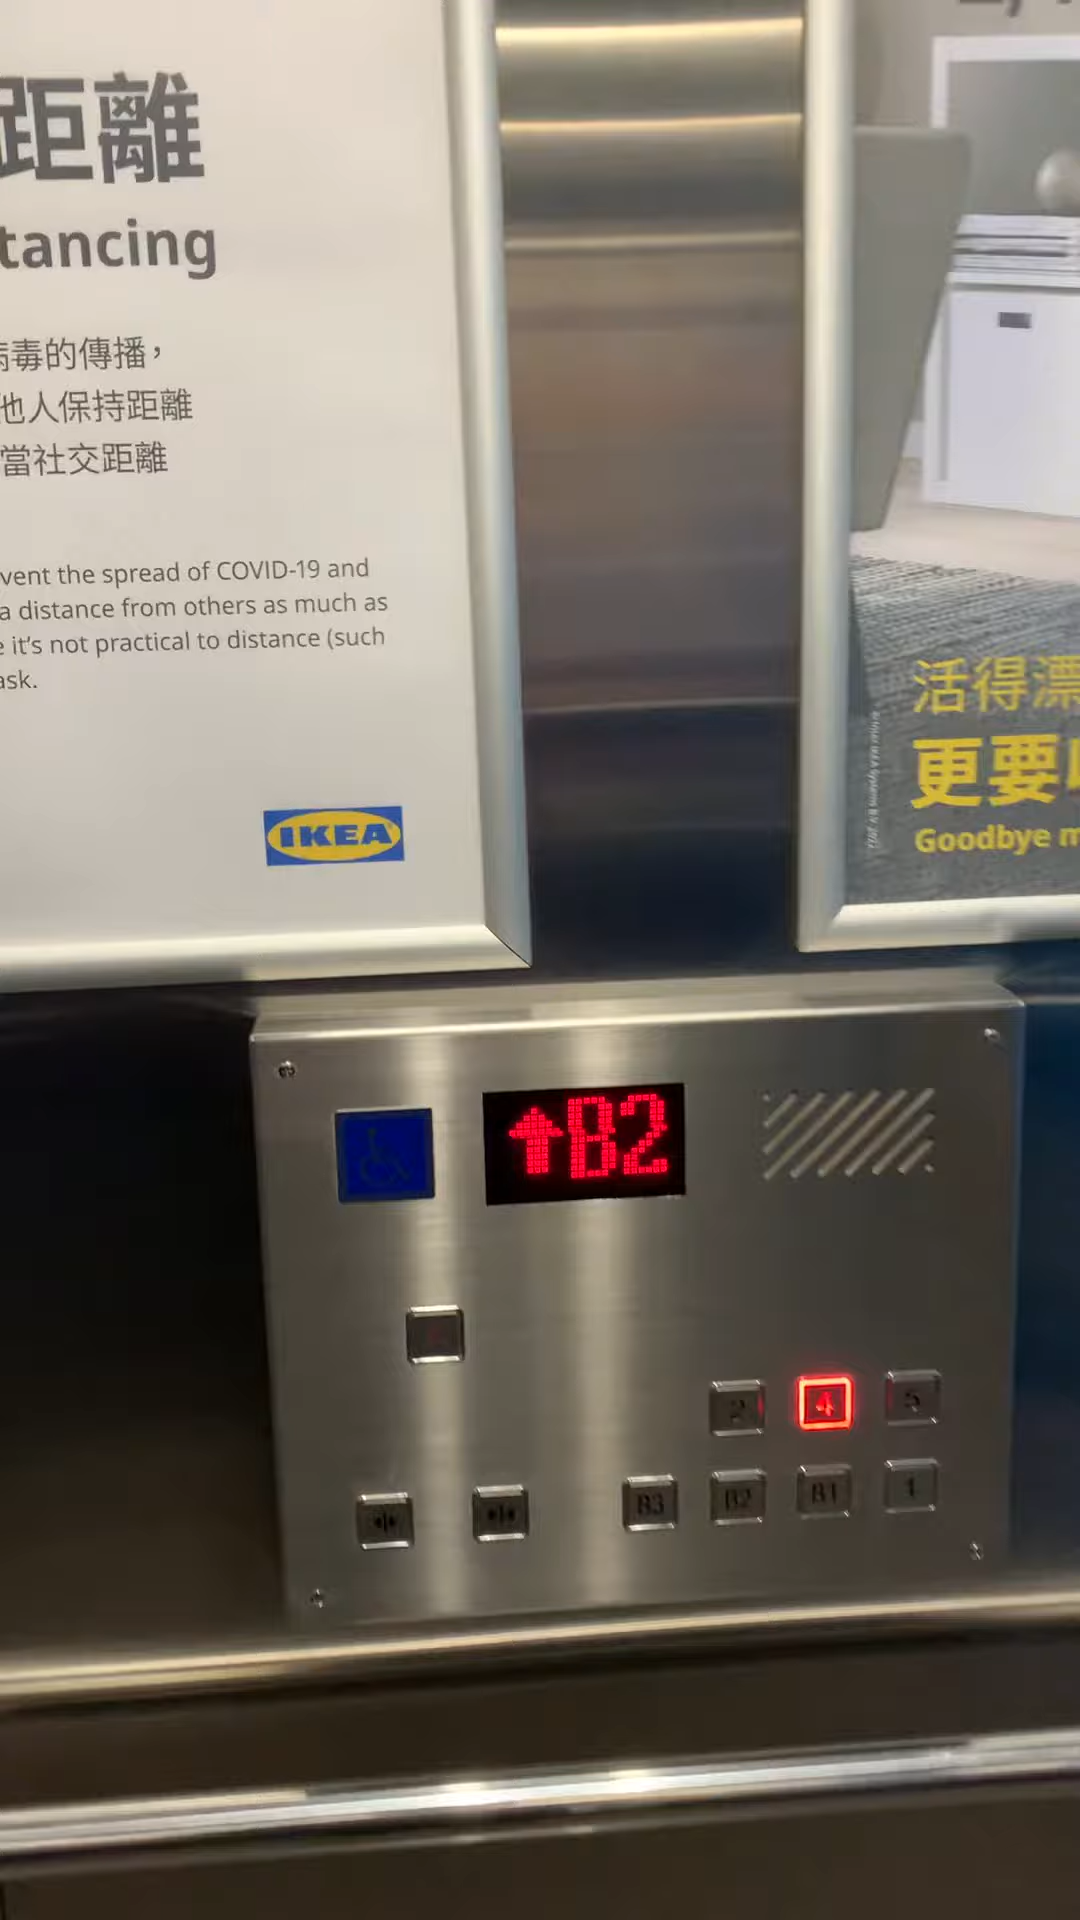 距離
tancing
毒的傳播，
他人保持距離
當社交距離
vent the spread of COVID-19 and
a distance from others as much as
it's not practical to distance (such
ask.
IKEA
活得漂
更要
Goodbye m
B2
2 4 5
B3 B2 B1 1